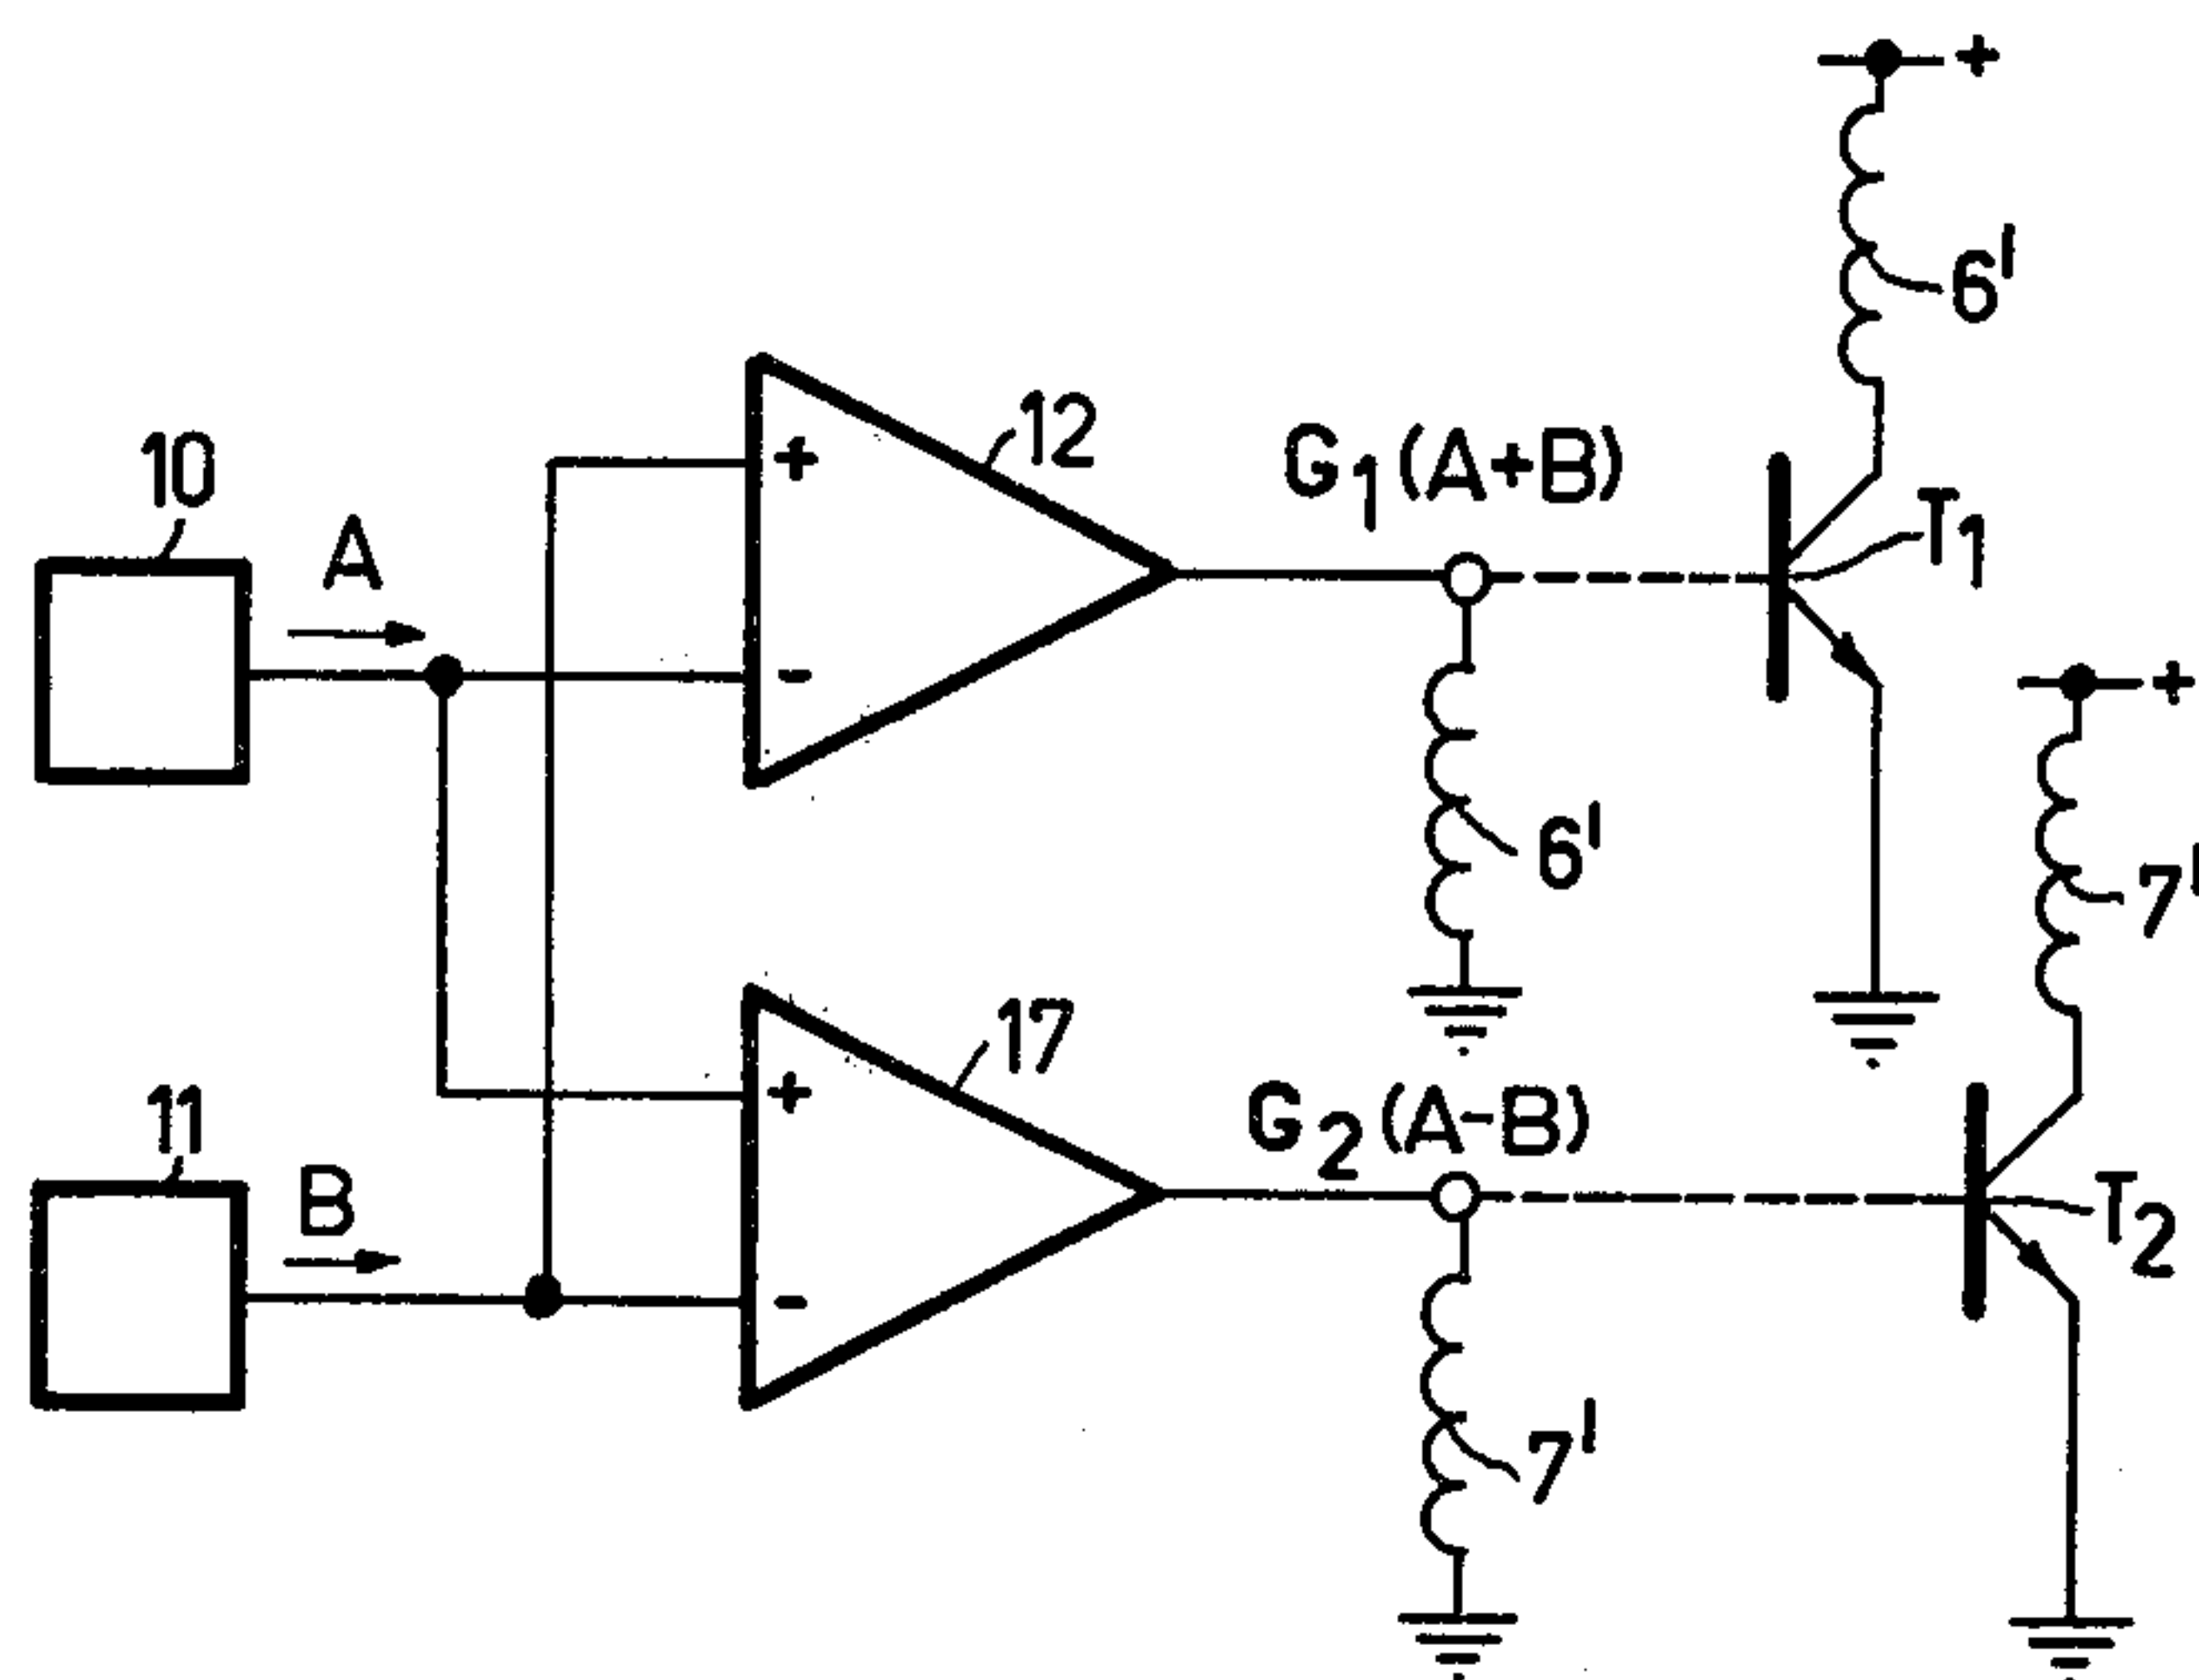 +
6'
12
10
A
+
-
G1(A+B)
T1
+
6'
7'
17
11
B
+
-
G2(A-B)
T2
7'